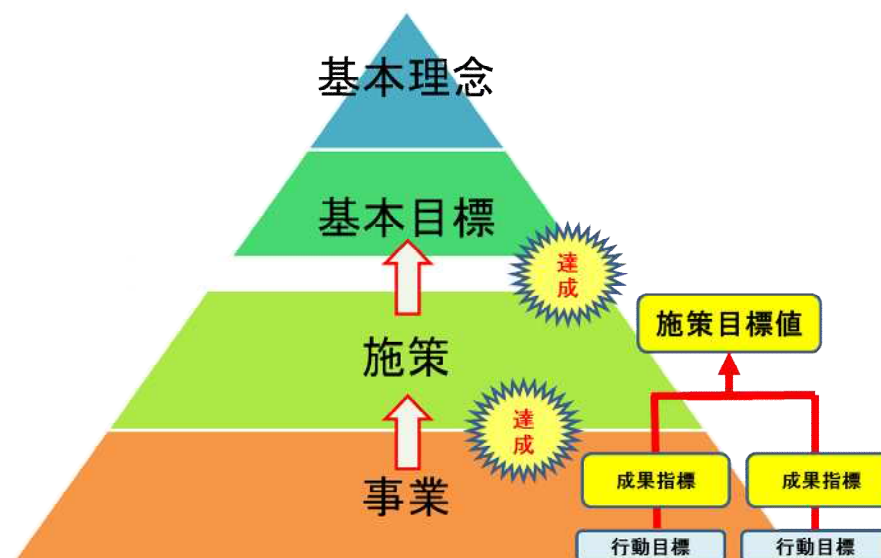 基本理念
基本目標
達成
施策
施策目標値
達成
事業
成果指標
成果指標
行動目標
行動目標